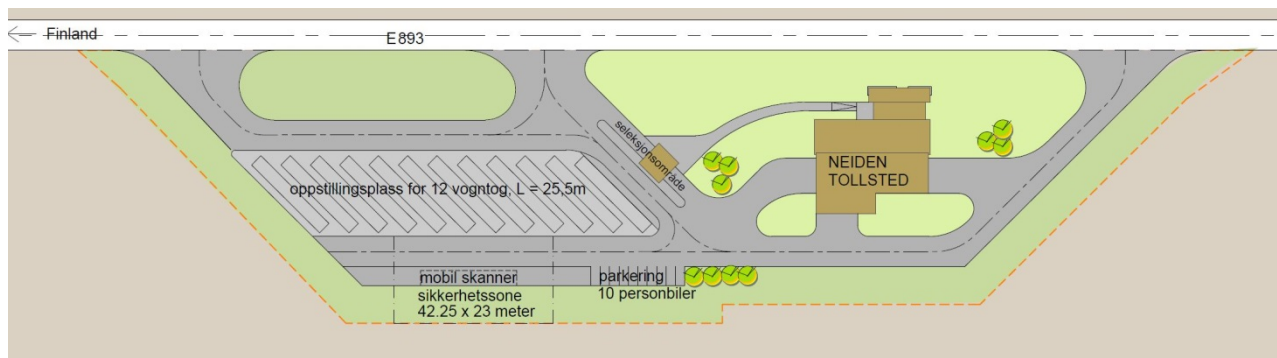 Finland
E 893
seleksjonsområde
NEIDEN
TOLLSTED
oppstillingsplass for 12 vogntog, L = 25,5m
mobil skanner
sikkerhetssone
42.25 x 23 meter
parkering
10 personbiler